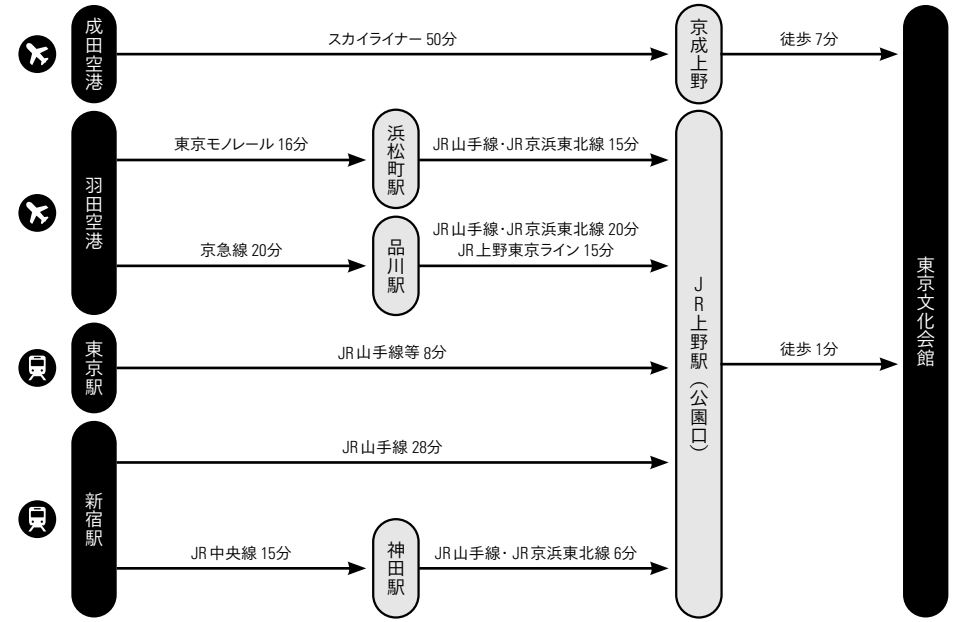 成田空港
スカイライナー 50分
京成上野
徒歩 7分
羽田空港
東京モノレール 16分
浜松町駅
JR山手線・JR京浜東北線 15分
京急線 20分
品川駅
JR山手線・JR京浜東北線 20分
JR上野東京ライン 15分
東京駅
JR山手線等 8分
新宿駅
JR山手線 28分
JR中央線 15分
神田駅
JR山手線・JR京浜東北線 6分
JR上野駅(公園口)
徒歩 1分
東京文化会館